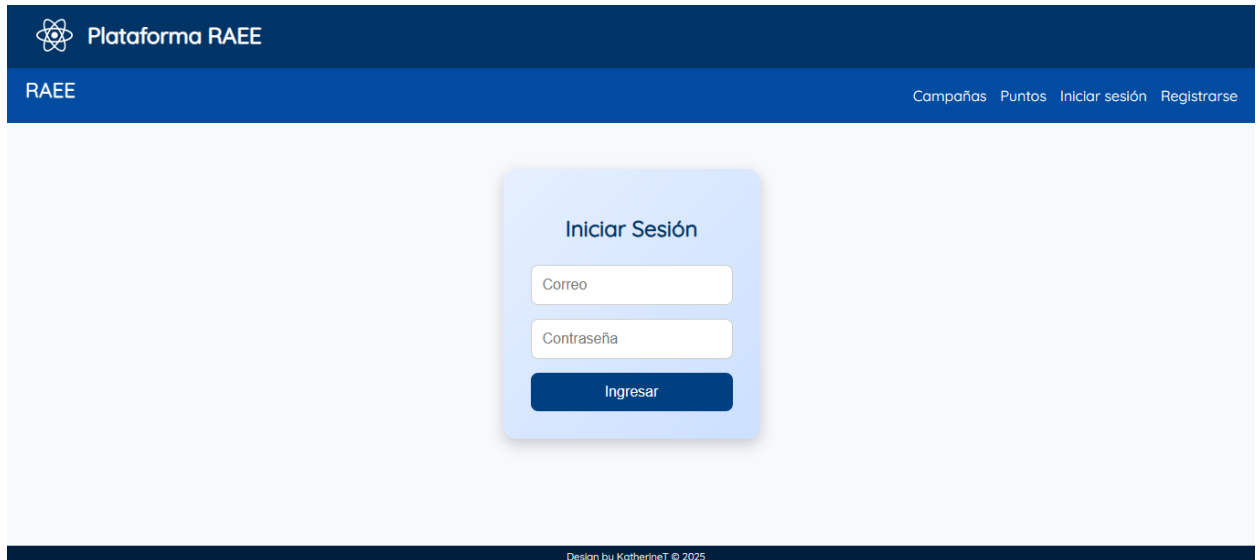 Plataforma RAEE
RAEE
Campañas Puntos Iniciar sesión Registrarse
Iniciar Sesión
Correo
Contraseña
Ingresar
Design by KatherineT © 2025